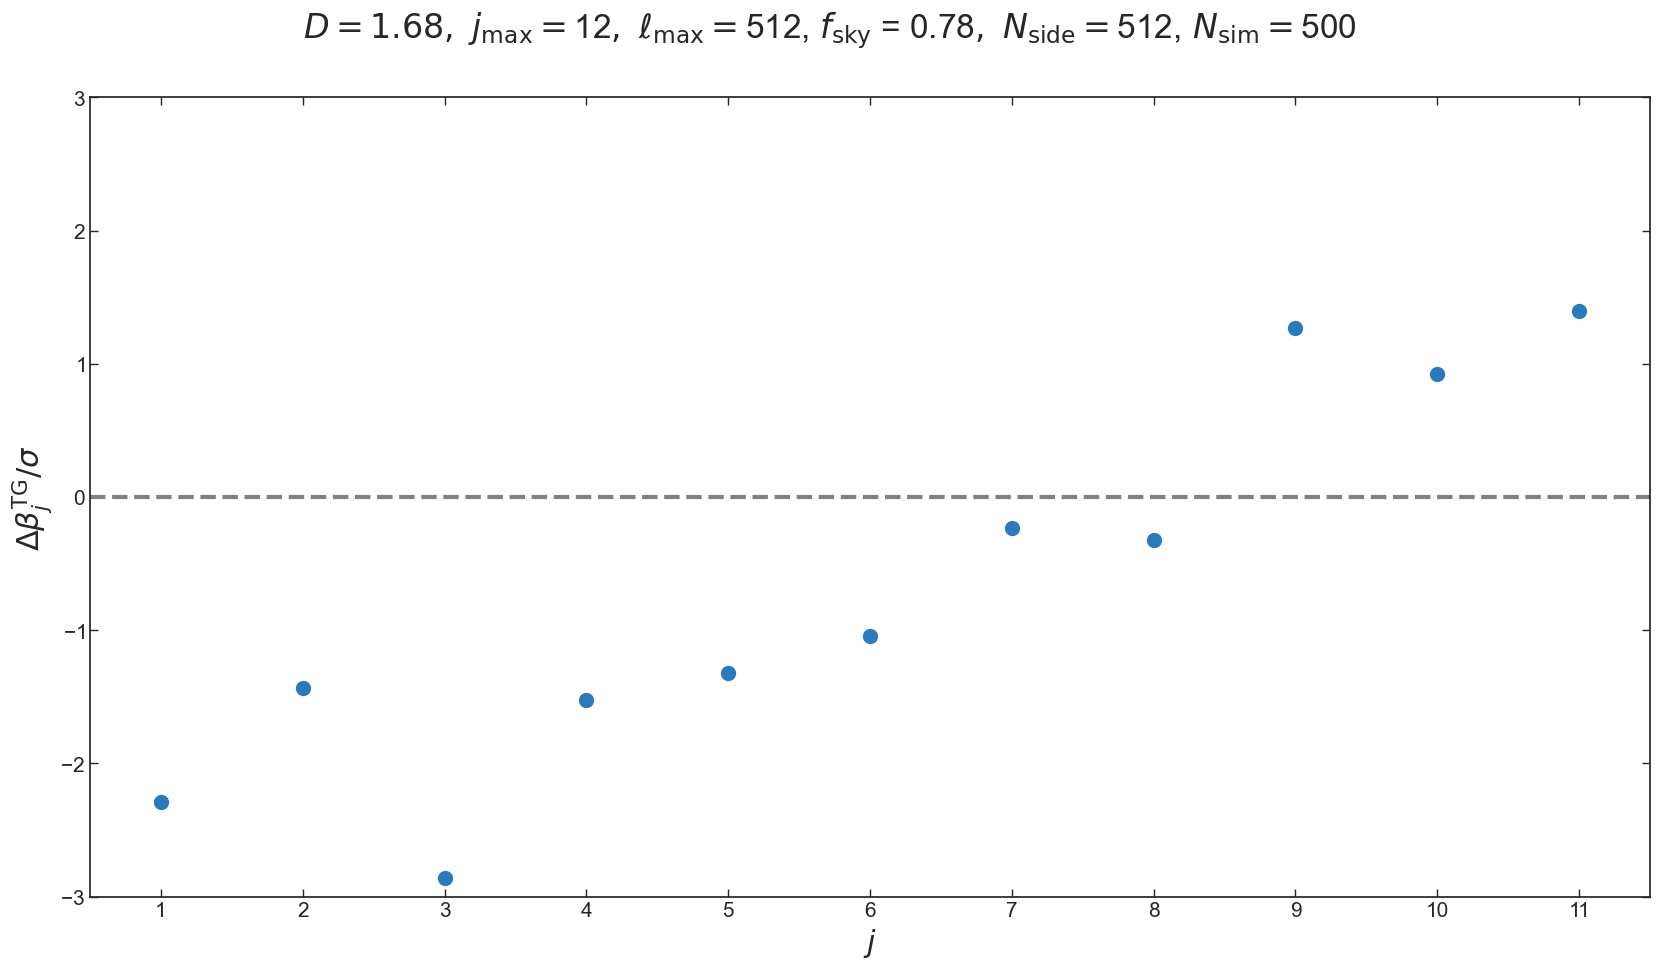 D = 1.68, j_max = 12, ℓ_max = 512, f_sky = 0.78, N_side = 512, N_sim = 500
3
2
1
0
−1
−2
−3
Δβ_j^TG/σ
1 2 3 4 5 6 7 8 9 10 11
j